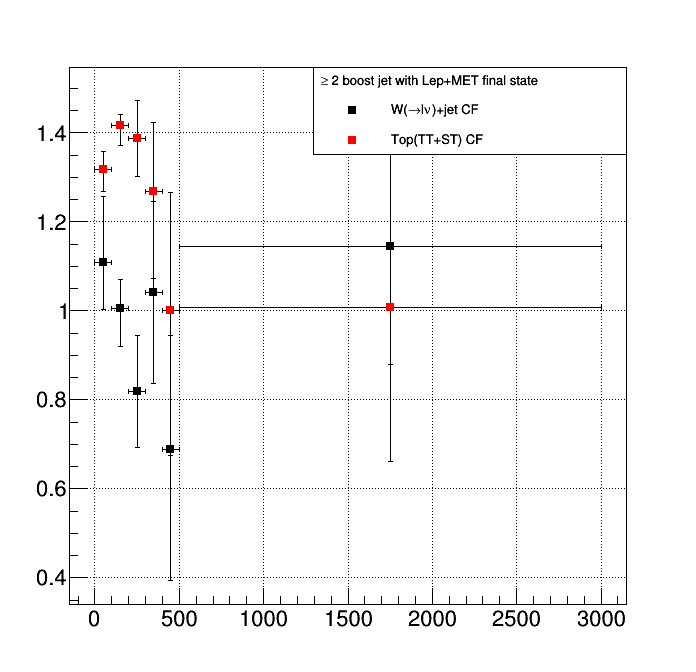 ≥ 2 boost jet with Lep+MET final state
W(→lν)+jet CF
Top(TT+ST) CF
1.4
1.2
1
0.8
0.6
0.4
0 500 1000 1500 2000 2500 3000